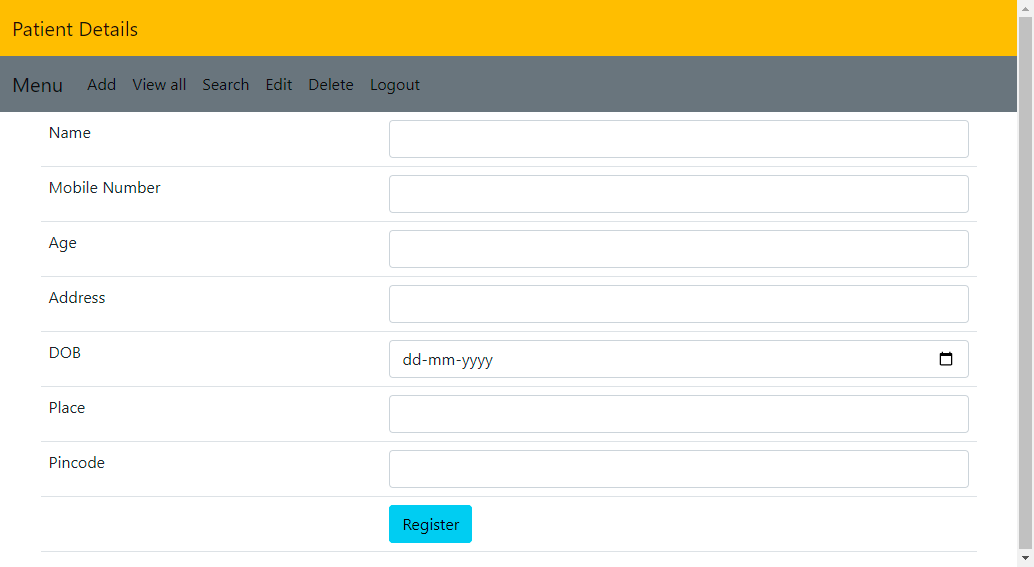 Patient Details
Menu Add View all Search Edit Delete Logout
Name
Mobile Number
Age
Address
DOB dd-mm-yyyy
Place
Pincode
Register